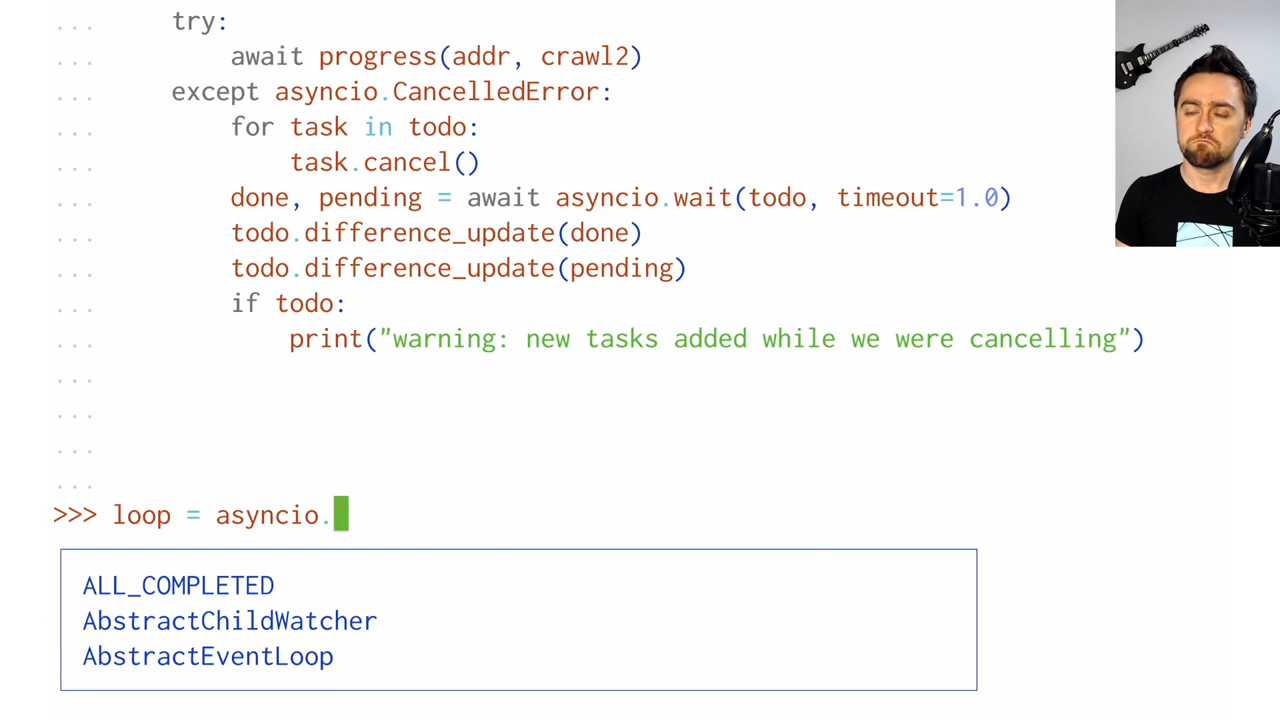 ...     try:
...         await progress(addr, crawl2)
...     except asyncio.CancelledError:
...         for task in todo:
...             task.cancel()
...         done, pending = await asyncio.wait(todo, timeout=1.0)
...         todo.difference_update(done)
...         todo.difference_update(pending)
...         if todo:
...             print("warning: new tasks added while we were cancelling")
...
...
...
...
>>> loop = asyncio.
ALL_COMPLETED
AbstractChildWatcher
AbstractEventLoop